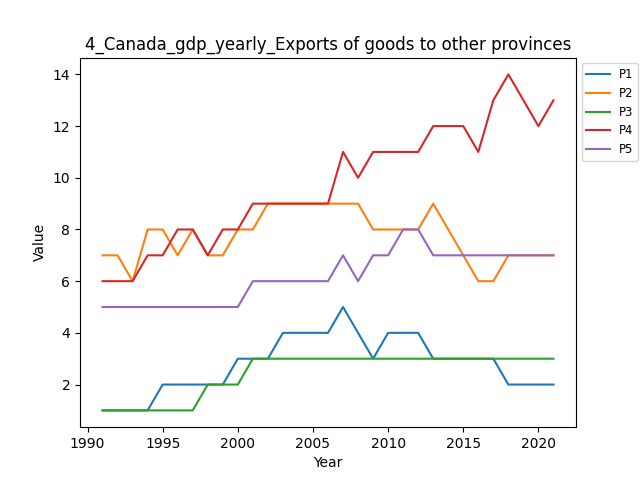 4_Canada_gdp_yearly_Exports of goods to other provinces
14
12
10
8
6
4
2
Value
1990 1995 2000 2005 2010 2015 2020
Year
P1
P2
P3
P4
P5